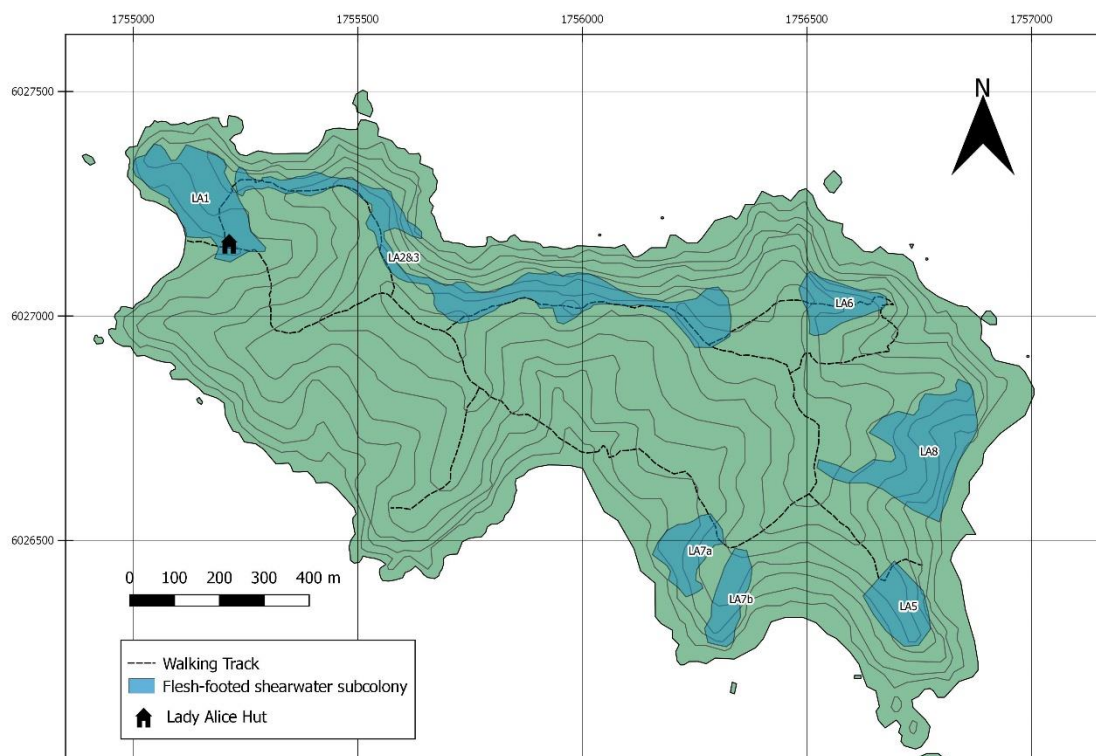 1755000 1755500 1756000 1756500 1757000
6027500
N
LA1
LA2&3
6027000
LA6
LA8
6026500
LA7a
LA7b
LA5
0 100 200 300 400 m
Walking Track
Flesh-footed shearwater subcolony
Lady Alice Hut